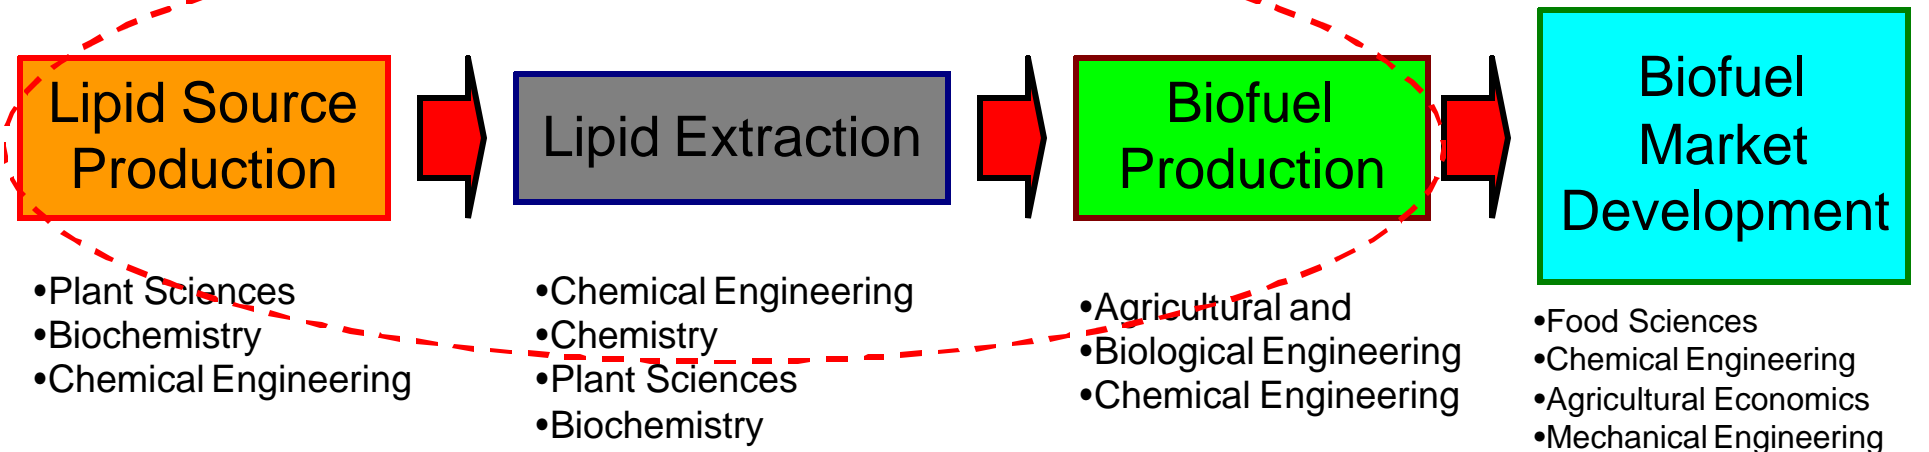 Lipid Source
Production
Lipid Extraction
Biofuel
Production
Biofuel
Market
Development
•Plant Sciences
•Biochemistry
•Chemical Engineering
•Chemical Engineering
•Chemistry
•Plant Sciences
•Biochemistry
•Agricultural and
•Biological Engineering
•Chemical Engineering
•Food Sciences
•Chemical Engineering
•Agricultural Economics
•Mechanical Engineering